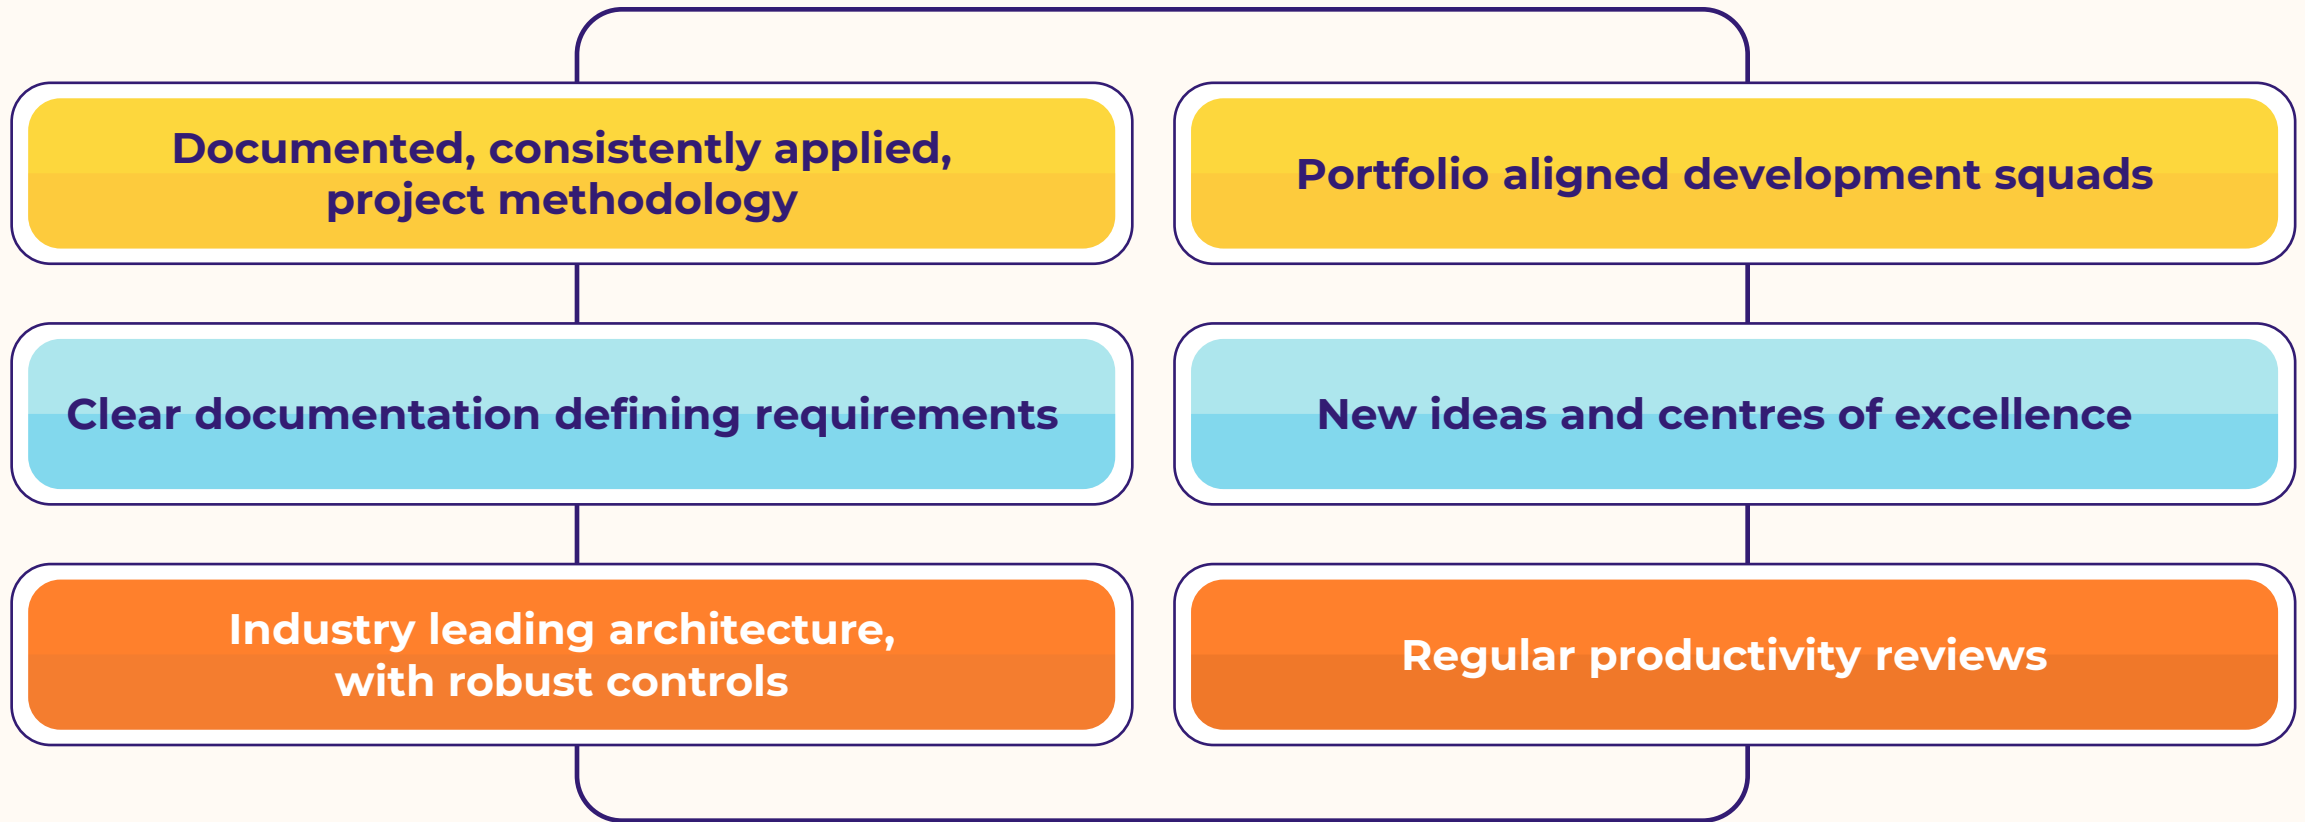 Documented, consistently applied,
project methodology
Portfolio aligned development squads
Clear documentation defining requirements
New ideas and centres of excellence
Industry leading architecture,
with robust controls
Regular productivity reviews